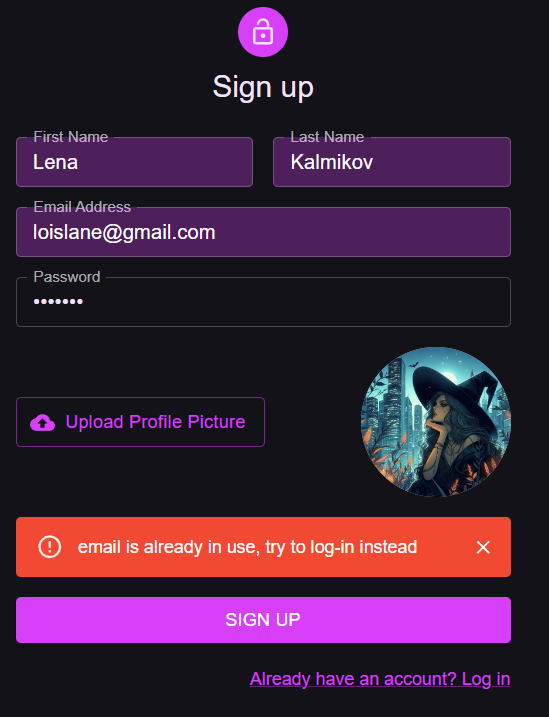 Sign up
First Name
Last Name
Lena
Kalmikov
Email Address
loislane@gmail.com
Password
•••••••
Upload Profile Picture
email is already in use, try to log-in instead
SIGN UP
Already have an account? Log in